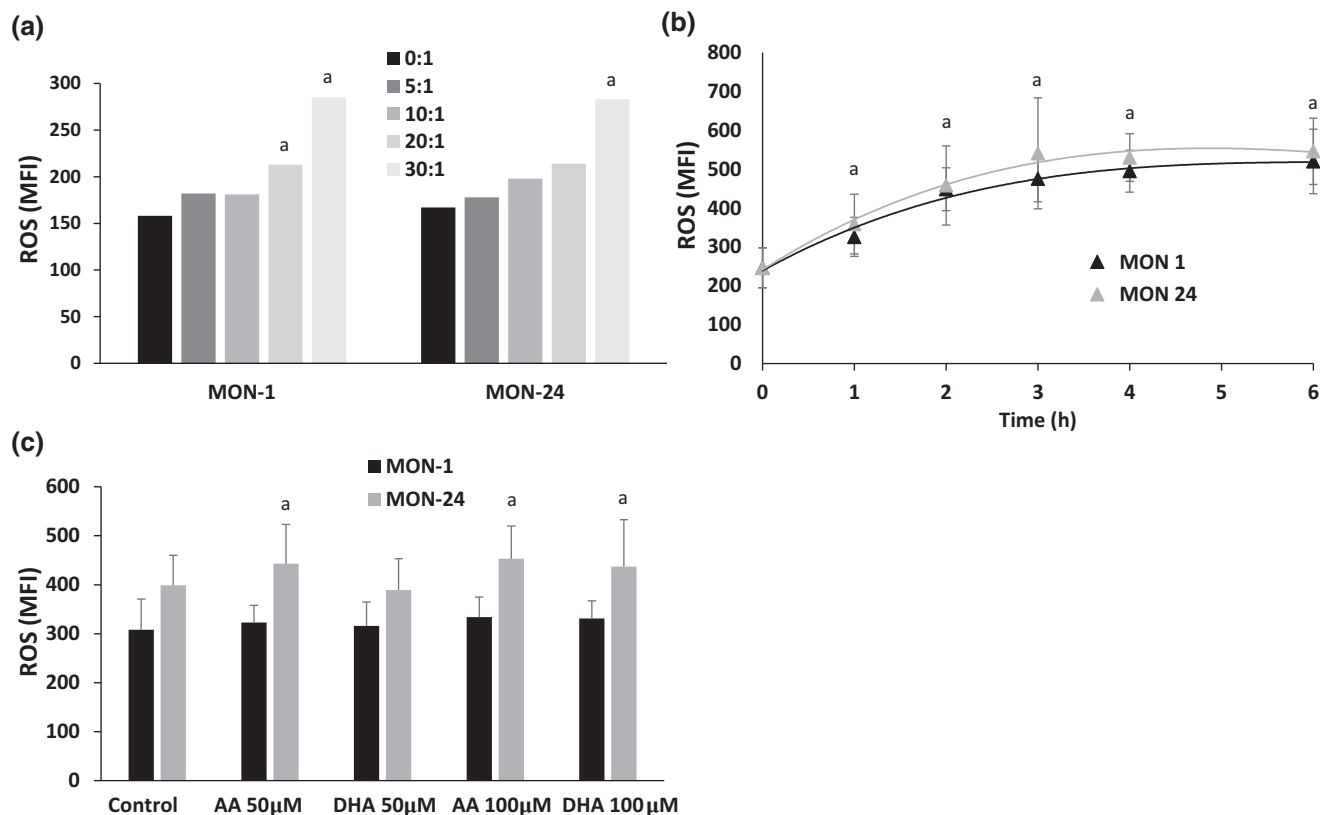 (a)
ROS (MFI)
300
250
200
150
100
50
0
0:1
5:1
10:1
20:1
30:1
a
a
a
MON-1
MON-24
(b)
ROS (MFI)
800
700
600
500
400
300
200
100
0
a
a
a
a
a
MON 1
MON 24
0 1 2 3 4 5 6
Time (h)
(c)
ROS (MFI)
600
500
400
300
200
100
0
MON-1
MON-24
a
a
a
Control AA 50μM DHA 50μM AA 100μM DHA 100μM